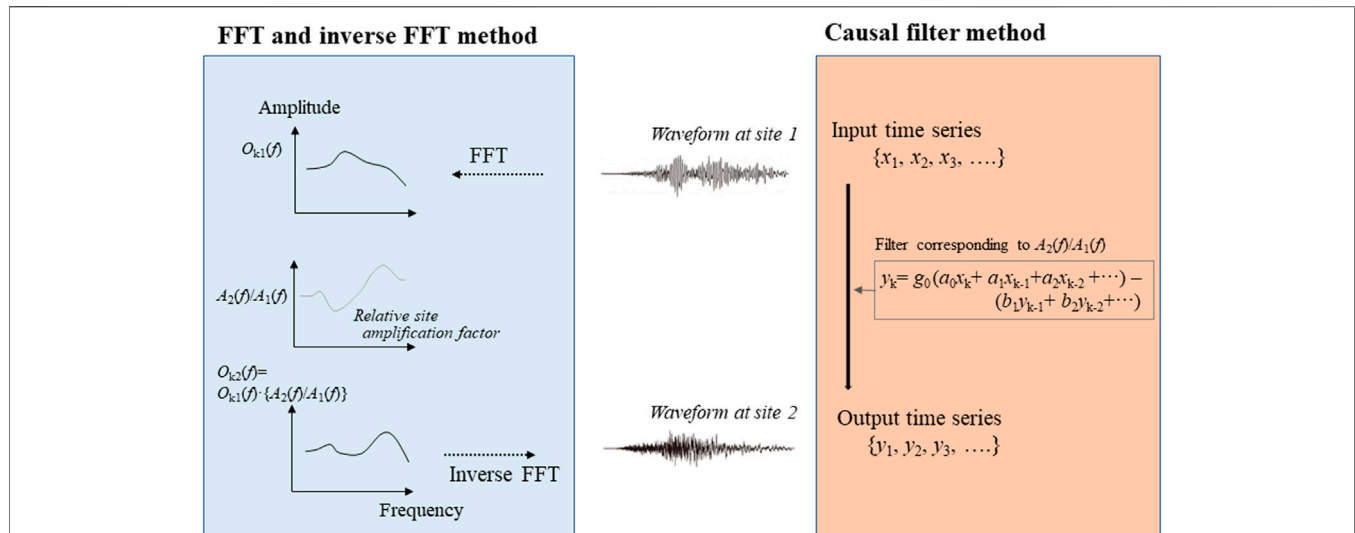 FFT and inverse FFT method
Amplitude
Oₖ₁(f)
FFT
A₂(f)/A₁(f)
Relative site
amplification factor
Oₖ₂(f)=
Oₖ₁(f)·{A₂(f)/A₁(f)}
Inverse FFT
Frequency
Waveform at site 1
Waveform at site 2
Causal filter method
Input time series
{x₁, x₂, x₃, ….}
Filter corresponding to A₂(f)/A₁(f)
yₖ= g₀(a₀xₖ+ a₁xₖ₋₁+a₂xₖ₋₂+⋯) –
(b₁yₖ₋₁+ b₂yₖ₋₂+⋯)
Output time series
{y₁, y₂, y₃, ….}